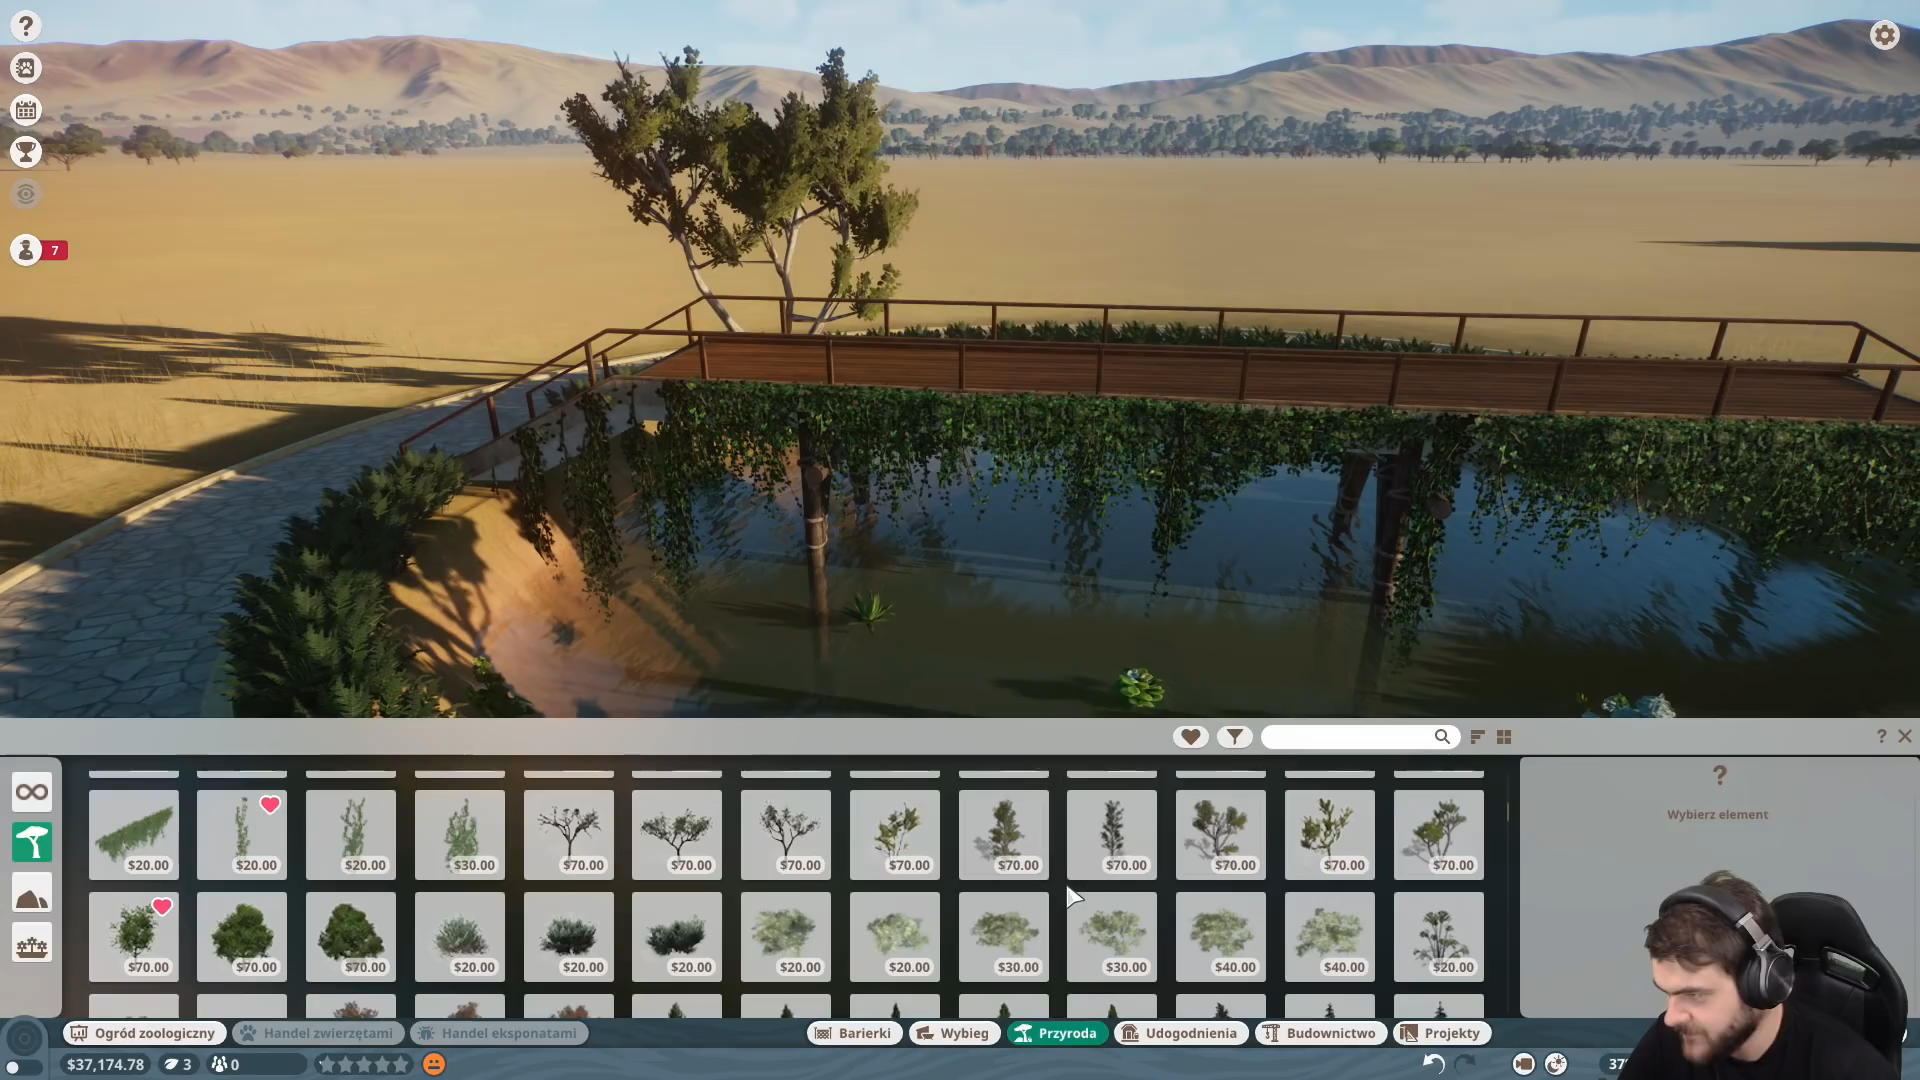 ?
7
?
?
Wybierz element
$20.00 $20.00 $20.00 $30.00 $70.00 $70.00 $70.00 $70.00 $70.00 $70.00 $70.00 $70.00 $70.00
$70.00 $70.00 $70.00 $20.00 $20.00 $20.00 $20.00 $20.00 $30.00 $30.00 $40.00 $40.00 $20.00
Ogród zoologiczny Handel zwierzętami Handel eksponatami Barierki Wybieg Przyroda Udogodnienia Budownictwo Projekty
$37,174.78 3 0